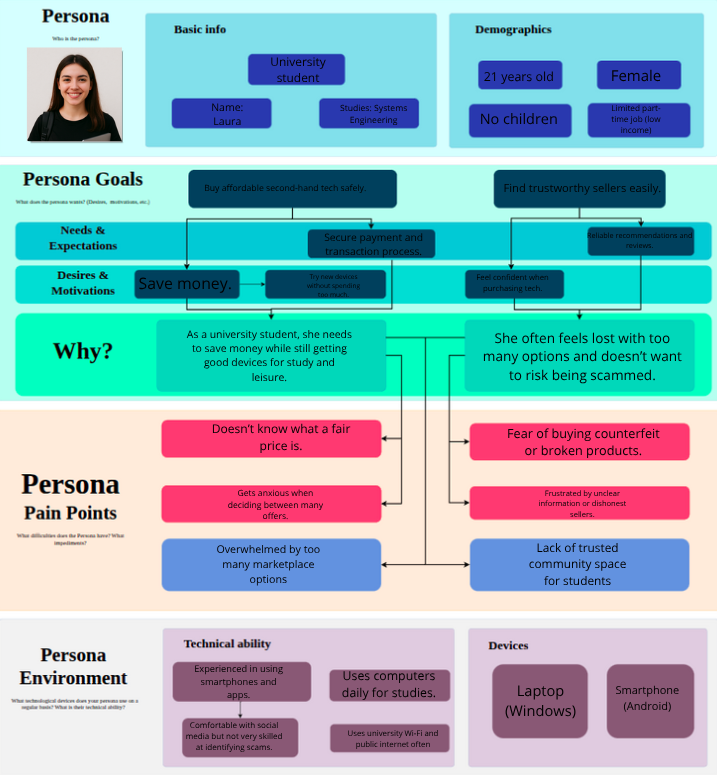 Persona
Who is the persona?
Basic info
University
student
Name:
Laura
Studies: Systems
Engineering
Demographics
21 years old
Female
No children
Limited part-
time job (low
income)
Persona Goals
What does the persona wants? (Desires, motivations, etc.)
Buy affordable second-hand tech safely.
Find trustworthy sellers easily.
Needs &
Expectations
Secure payment and
transaction process.
Reliable recommendations and
reviews.
Desires &
Motivations
Save money.
Try new devices
without spending
too much.
Feel confident when
purchasing tech.
Why?
As a university student, she needs
to save money while still getting
good devices for study and
leisure.
She often feels lost with too
many options and doesn’t want
to risk being scammed.
Persona
Pain Points
What difficulties does the Persona have? What
impediments?
Doesn’t know what a fair
price is.
Fear of buying counterfeit
or broken products.
Gets anxious when
deciding between many
offers.
Frustrated by unclear
information or dishonest
sellers.
Overwhelmed by too
many marketplace
options
Lack of trusted
community space
for students
Persona
Environment
What technological devices does your persona use on a
regular basis? What is their technical ability?
Technical ability
Experienced in using
smartphones and
apps.
Uses computers
daily for studies.
Comfortable with social
media but not very skilled
at identifying scams.
Uses university Wi-Fi and
public internet often
Devices
Laptop
(Windows)
Smartphone
(Android)